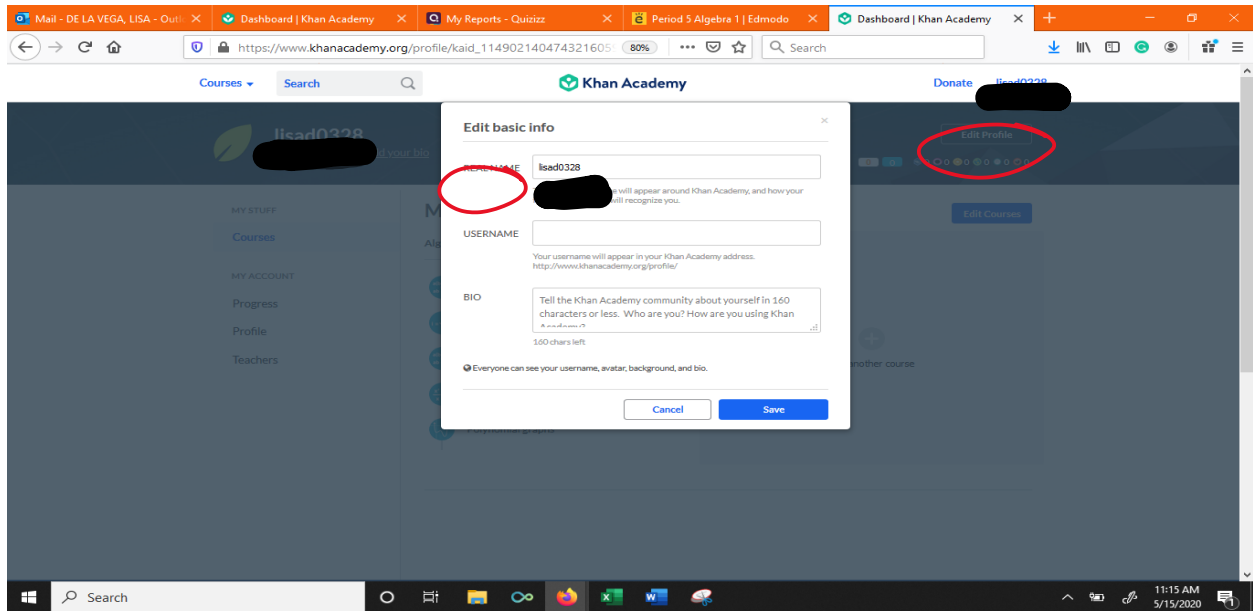 Mail - DE LA VEGA, LISA - Outl
Dashboard | Khan Academy
My Reports - Quizizz
Period 5 Algebra 1 | Edmodo
Dashboard | Khan Academy
https://www.khanacademy.org/profile/kaid_114902140474321605
80%
Search
Courses
Search
Khan Academy
Donate
lisad0328
lisad0328
your bio
Edit Profile
Edit basic info
REAL NAME
lisad0328
will appear around Khan Academy, and how your
will recognize you.
USERNAME
Your username will appear in your Khan Academy address.
http://www.khanacademy.org/profile/
BIO
Tell the Khan Academy community about yourself in 160
characters or less. Who are you? How are you using Khan
Academy?
160 chars left
Everyone can see your username, avatar, background, and bio.
Cancel
Save
MY STUFF
Courses
MY ACCOUNT
Progress
Profile
Teachers
M
Alg
Edit Courses
another course
Polynomial graphs
Search
11:15 AM
5/15/2020